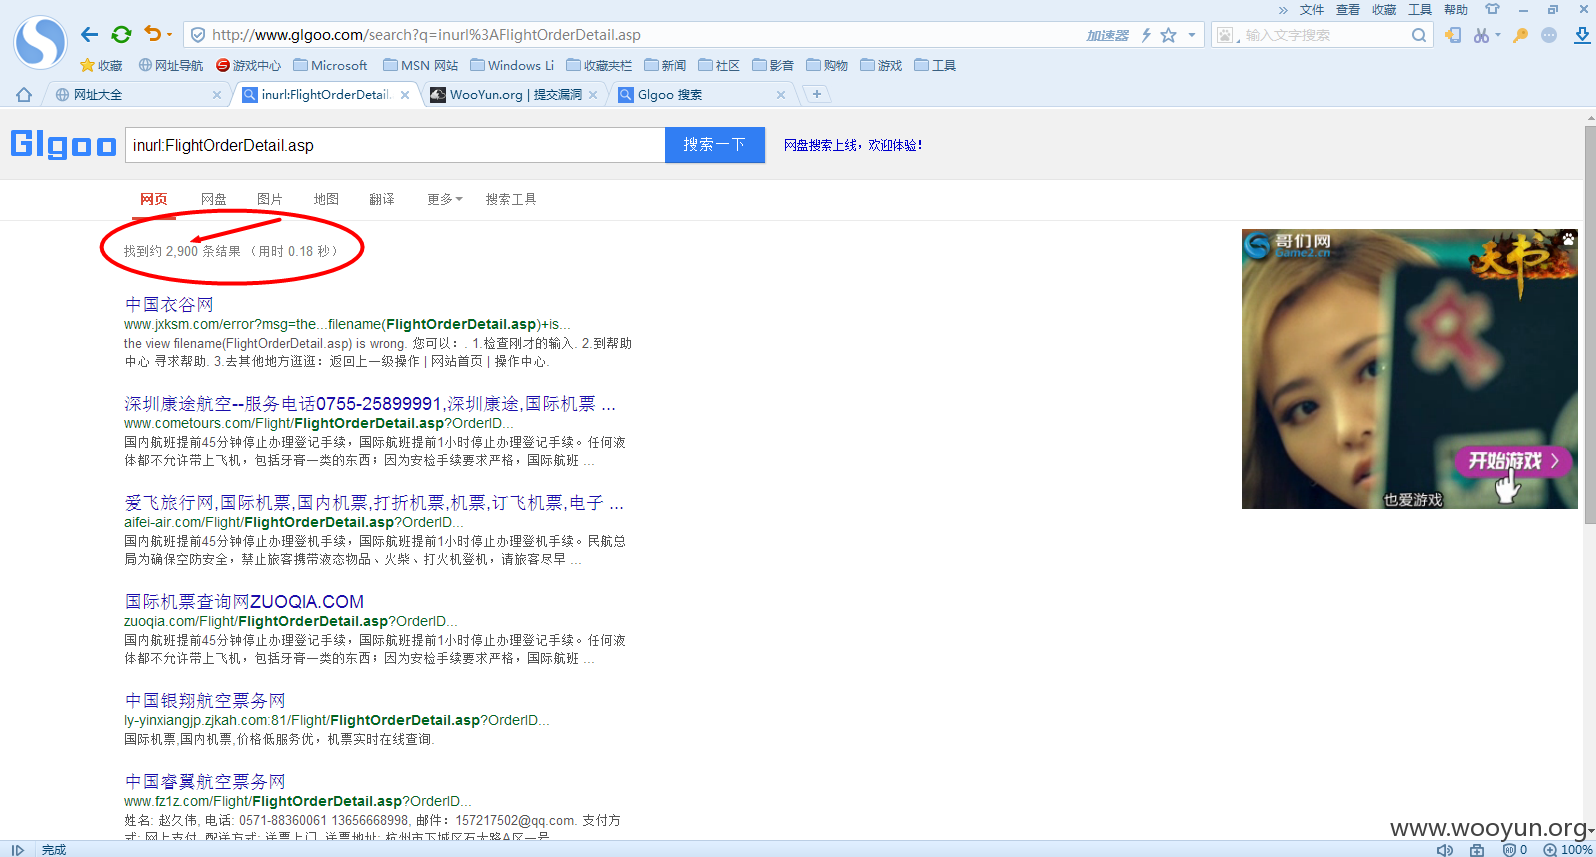 文件 查看 收藏 工具 帮助
http://www.glgoo.com/search?q=inurl%3AFlightOrderDetail.asp
加速器
输入文字搜索
收藏 网址导航 游戏中心 Microsoft MSN 网站 Windows Li 收藏夹栏 新闻 社区 影音 购物 游戏 工具
网址大全 inurl:FlightOrderDetail. WooYun.org | 提交漏洞 Glgoo 搜索
Glgoo inurl:FlightOrderDetail.asp 搜索一下 网盘搜索上线，欢迎体验！
网页 网盘 图片 地图 翻译 更多 搜索工具
找到约 2,900 条结果 （用时 0.18 秒）
中国衣谷网
www.jxksm.com/error?msg=the...filename(FlightOrderDetail.asp)+is...
the view filename(FlightOrderDetail.asp) is wrong. 您可以：. 1.检查刚才的输入. 2.到帮助
中心 寻求帮助. 3.去其他地方逛逛：返回上一级操作 | 网站首页 | 操作中心.
深圳康途航空--服务电话0755-25899991,深圳康途,国际机票 ...
www.cometours.com/Flight/FlightOrderDetail.asp?OrderID...
国内航班提前45分钟停止办理登记手续，国际航班提前1小时停止办理登记手续。任何液
体都不允许带上飞机，包括牙膏一类的东西；因为安检手续要求严格，国际航班 ...
爱飞旅行网,国际机票,国内机票,打折机票,机票,订飞机票,电子 ...
aifei-air.com/Flight/FlightOrderDetail.asp?OrderID...
国内航班提前45分钟停止办理登机手续，国际航班提前1小时停止办理登机手续。民航总
局为确保空防安全，禁止旅客携带液态物品、火柴、打火机登机，请旅客尽早 ...
国际机票查询网ZUOQIA.COM
zuoqia.com/Flight/FlightOrderDetail.asp?OrderID...
国内航班提前45分钟停止办理登记手续，国际航班提前1小时停止办理登记手续。任何液
体都不允许带上飞机，包括牙膏一类的东西；因为安检手续要求严格，国际航班 ...
中国银翔航空票务网
ly-yinxiangjp.zjkah.com:81/Flight/FlightOrderDetail.asp?OrderID...
国际机票,国内机票,价格低服务优，机票实时在线查询.
中国睿翼航空票务网
www.fz1z.com/Flight/FlightOrderDetail.asp?OrderID...
姓名: 赵久伟, 电话: 0571-88360061 13656668998, 邮件：157217502@qq.com. 支付方
式: 网上支付. 配送方式: 送票上门. 送票地址: 杭州市下城区石大路A区一号
哥们网
Game2.cn
天书
开始游戏
也爱游戏
www.wooyun.org
完成
0
100%